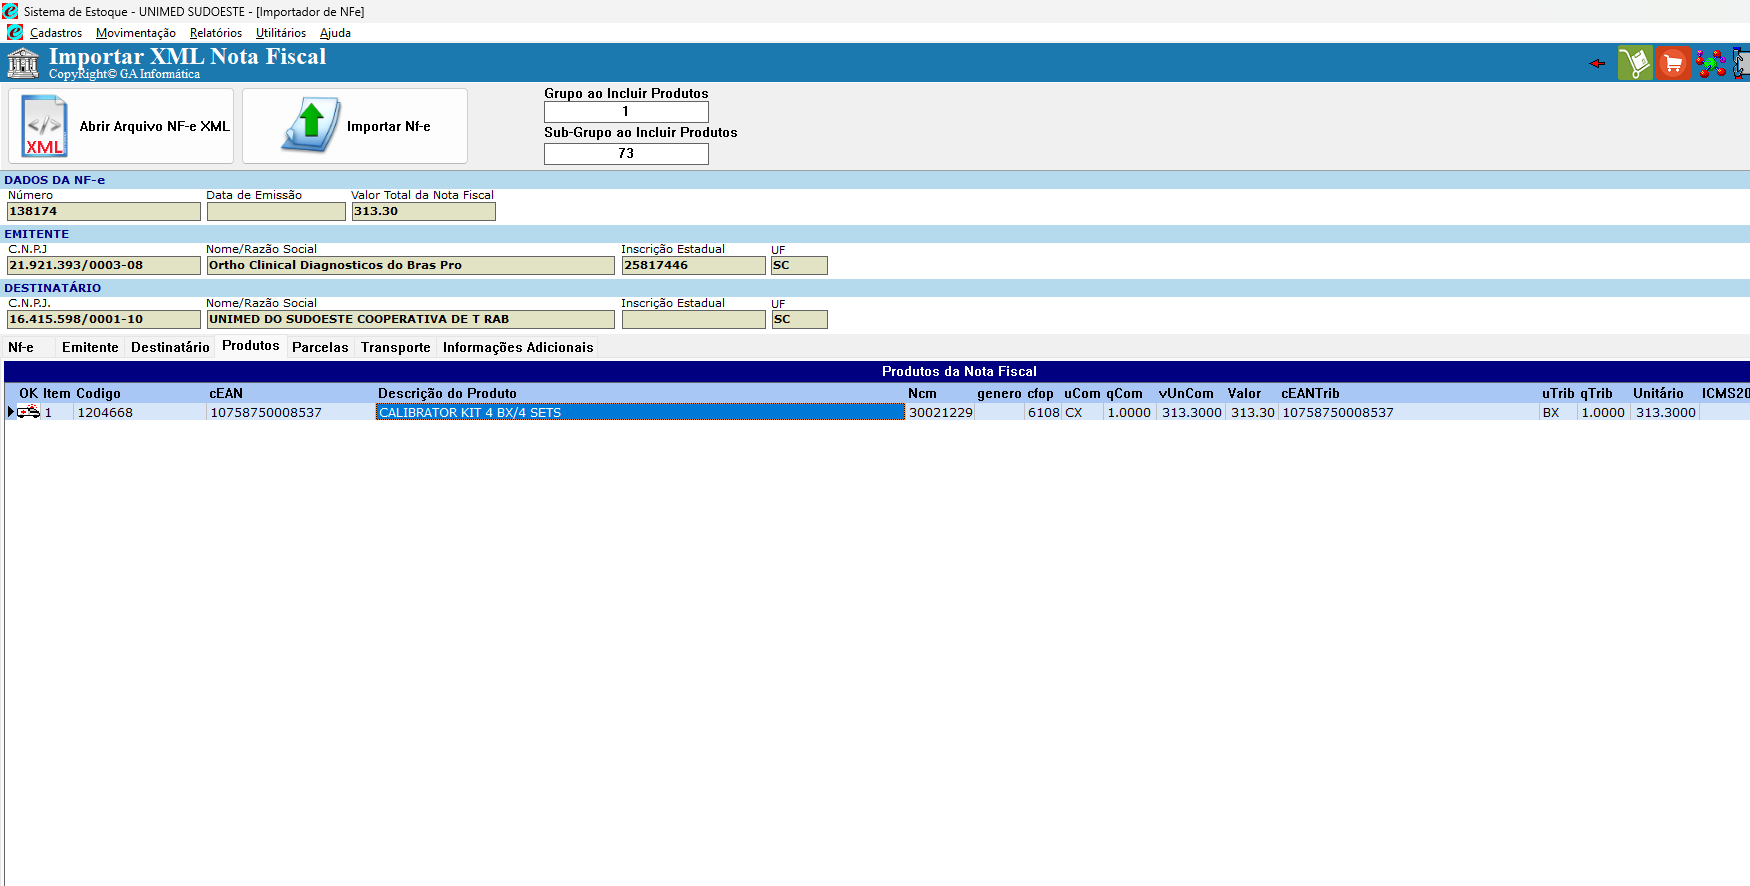 Sistema de Estoque - UNIMED SUDOESTE - [Importador de NFe]
Cadastros Movimentação Relatórios Utilitários Ajuda
Importar XML Nota Fiscal
CopyRight© GA Informática
</> XML Abrir Arquivo NF-e XML
Importar Nf-e
Grupo ao Incluir Produtos
1
Sub-Grupo ao Incluir Produtos
73
DADOS DA NF-e
Número Data de Emissão Valor Total da Nota Fiscal
138174 313.30
EMITENTE
C.N.P.J Nome/Razão Social Inscrição Estadual UF
21.921.393/0003-08 Ortho Clinical Diagnosticos do Bras Pro 25817446 SC
DESTINATÁRIO
C.N.P.J. Nome/Razão Social Inscrição Estadual UF
16.415.598/0001-10 UNIMED DO SUDOESTE COOPERATIVA DE T RAB SC
Nf-e Emitente Destinatário Produtos Parcelas Transporte Informações Adicionais
Produtos da Nota Fiscal
OK Item Codigo cEAN Descrição do Produto Ncm genero cfop uCom qCom vUnCom Valor cEANTrib uTrib qTrib Unitário ICMS20
1 1204668 10758750008537 CALIBRATOR KIT 4 BX/4 SETS 30021229 6108 CX 1.0000 313.3000 313.30 10758750008537 BX 1.0000 313.3000